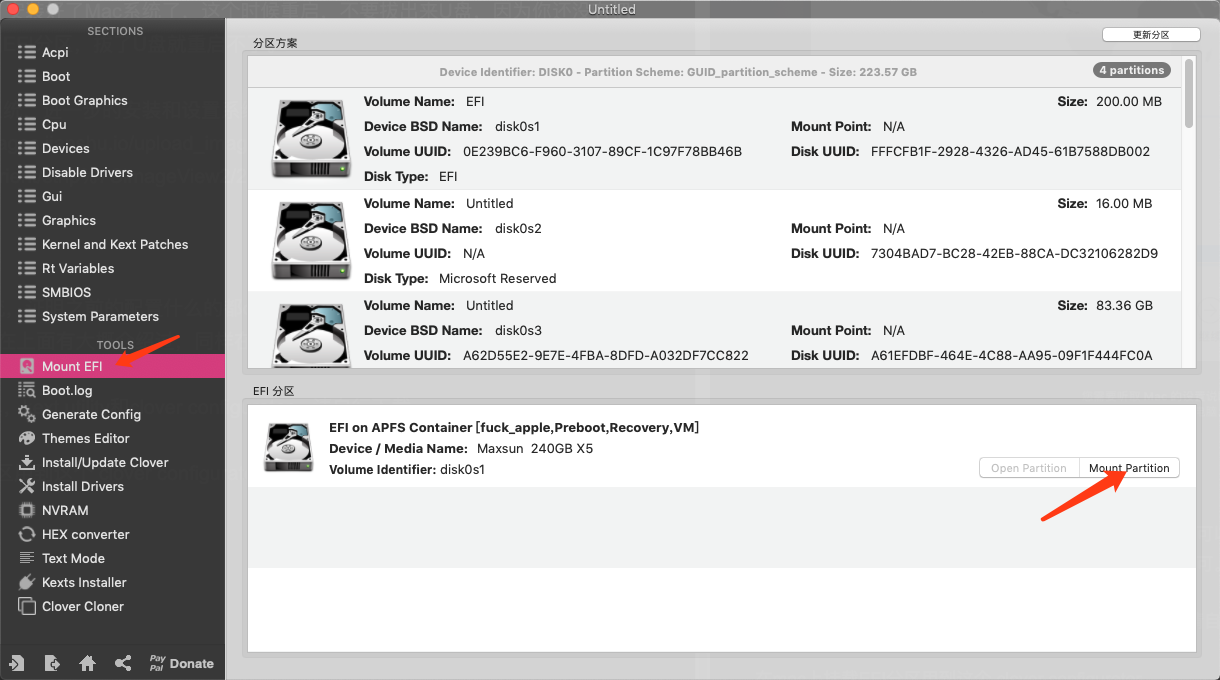 Untitled
SECTIONS
Acpi
Boot
Boot Graphics
Cpu
Devices
Disable Drivers
Gui
Graphics
Kernel and Kext Patches
Rt Variables
SMBIOS
System Parameters
TOOLS
Mount EFI
Boot.log
Generate Config
Themes Editor
Install/Update Clover
Install Drivers
NVRAM
HEX converter
Text Mode
Kexts Installer
Clover Cloner
Pay Pal Donate
分区方案
更新分区
Device Identifier: DISK0 - Partition Scheme: GUID_partition_scheme - Size: 223.57 GB
4 partitions
Volume Name: EFI Size: 200.00 MB
Device BSD Name: disk0s1 Mount Point: N/A
Volume UUID: 0E239BC6-F960-3107-89CF-1C97F78BB46B Disk UUID: FFFCFB1F-2928-4326-AD45-61B7588DB002
Disk Type: EFI
Volume Name: Untitled Size: 16.00 MB
Device BSD Name: disk0s2 Mount Point: N/A
Volume UUID: N/A Disk UUID: 7304BAD7-BC28-42EB-88CA-DC32106282D9
Disk Type: Microsoft Reserved
Volume Name: Untitled Size: 83.36 GB
Device BSD Name: disk0s3 Mount Point: N/A
Volume UUID: A62D55E2-9E7E-4FBA-8DFD-A032DF7CC822 Disk UUID: A61EFDBF-464E-4C88-AA95-09F1F444FC0A
EFI 分区
EFI on APFS Container [fuck_apple,Preboot,Recovery,VM]
Device / Media Name: Maxsun 240GB X5
Volume Identifier: disk0s1
Open Partition Mount Partition